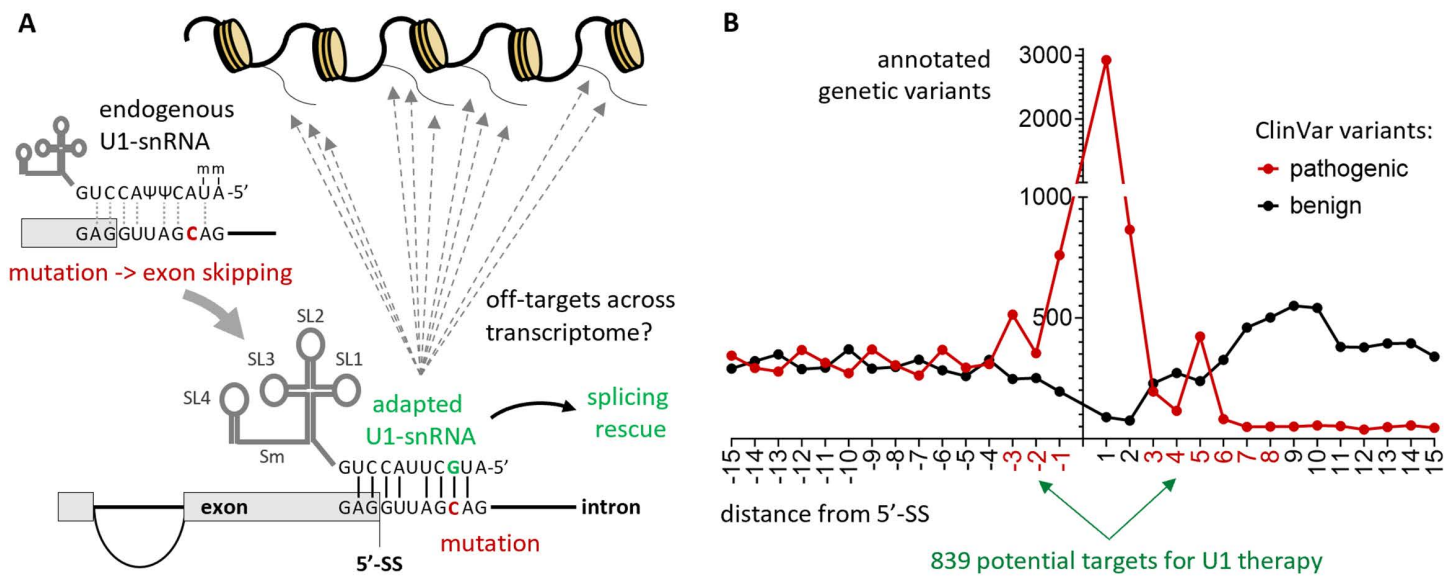 A
endogenous
U1-snRNA
m m
GUCCAΨΨCAUA-5’
GAGGUUAGCAG
mutation -> exon skipping
off-targets across
transcriptome?
SL2
SL3
SL1
SL4
Sm
adapted
U1-snRNA
splicing
rescue
GUCCAUUCGUA-5’
exon
GAGGUUAGCAG
intron
mutation
5’-SS
B
annotated
genetic variants
3000
2000
1000
500
ClinVar variants:
pathogenic
benign
-15 -14 -13 -12 -11 -10 -9 -8 -7 -6 -5 -4 -3 -2 -1 1 2 3 4 5 6 7 8 9 10 11 12 13 14 15
distance from 5’-SS
839 potential targets for U1 therapy